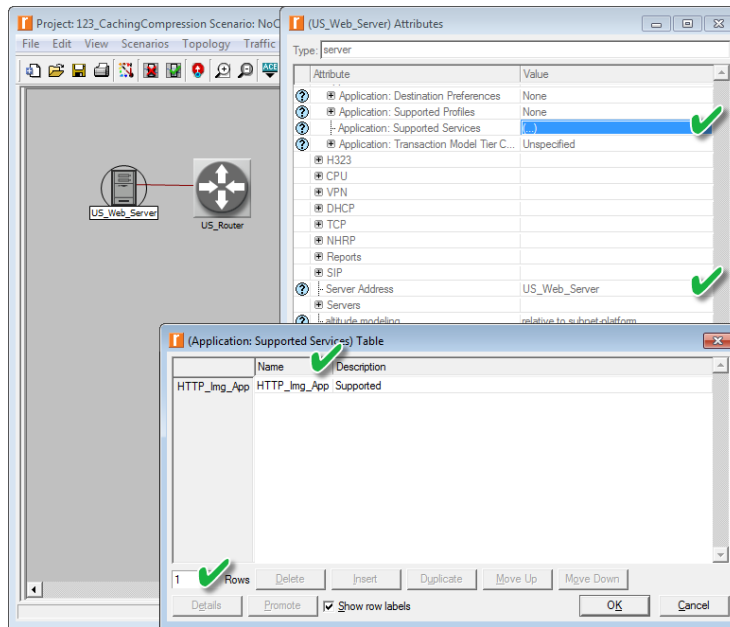 Project: 123_CachingCompression Scenario: NoC
File Edit View Scenarios Topology Traffic
ACE
US_Web_Server
US_Router
(US_Web_Server) Attributes
Type: server
Attribute Value
Application: Destination Preferences None
Application: Supported Profiles None
Application: Supported Services (...)
Application: Transaction Model Tier C... Unspecified
H323
CPU
VPN
DHCP
TCP
NHRP
Reports
SIP
Server Address US_Web_Server
Servers
altitude modeling relative to subnet-platform
(Application: Supported Services) Table
Name Description
HTTP_Img_App HTTP_Img_App Supported
1 Rows Delete Insert Duplicate Move Up Move Down
Details Promote Show row labels OK Cancel